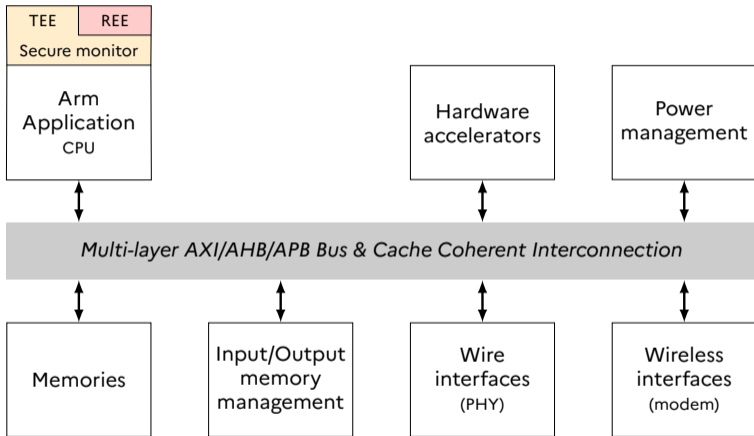 TEE
REE
Secure monitor
Arm
Application
CPU
Hardware
accelerators
Power
management
Multi-layer AXI/AHB/APB Bus & Cache Coherent Interconnection
Memories
Input/Output
memory
management
Wire
interfaces
(PHY)
Wireless
interfaces
(modem)